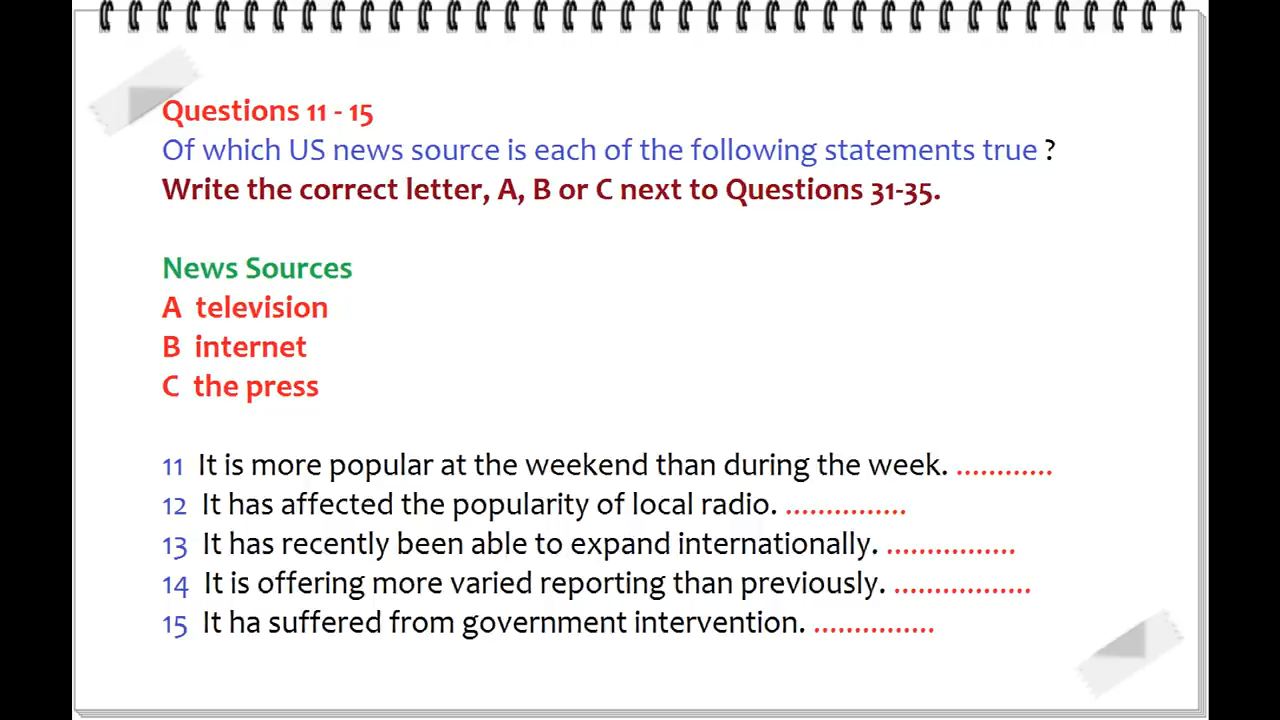 Questions 11 - 15
Of which US news source is each of the following statements true ?
Write the correct letter, A, B or C next to Questions 31-35.
News Sources
A television
B internet
C the press
11 It is more popular at the weekend than during the week. ............
12 It has affected the popularity of local radio. ...............
13 It has recently been able to expand internationally. ................
14 It is offering more varied reporting than previously. .................
15 It ha suffered from government intervention. ...............